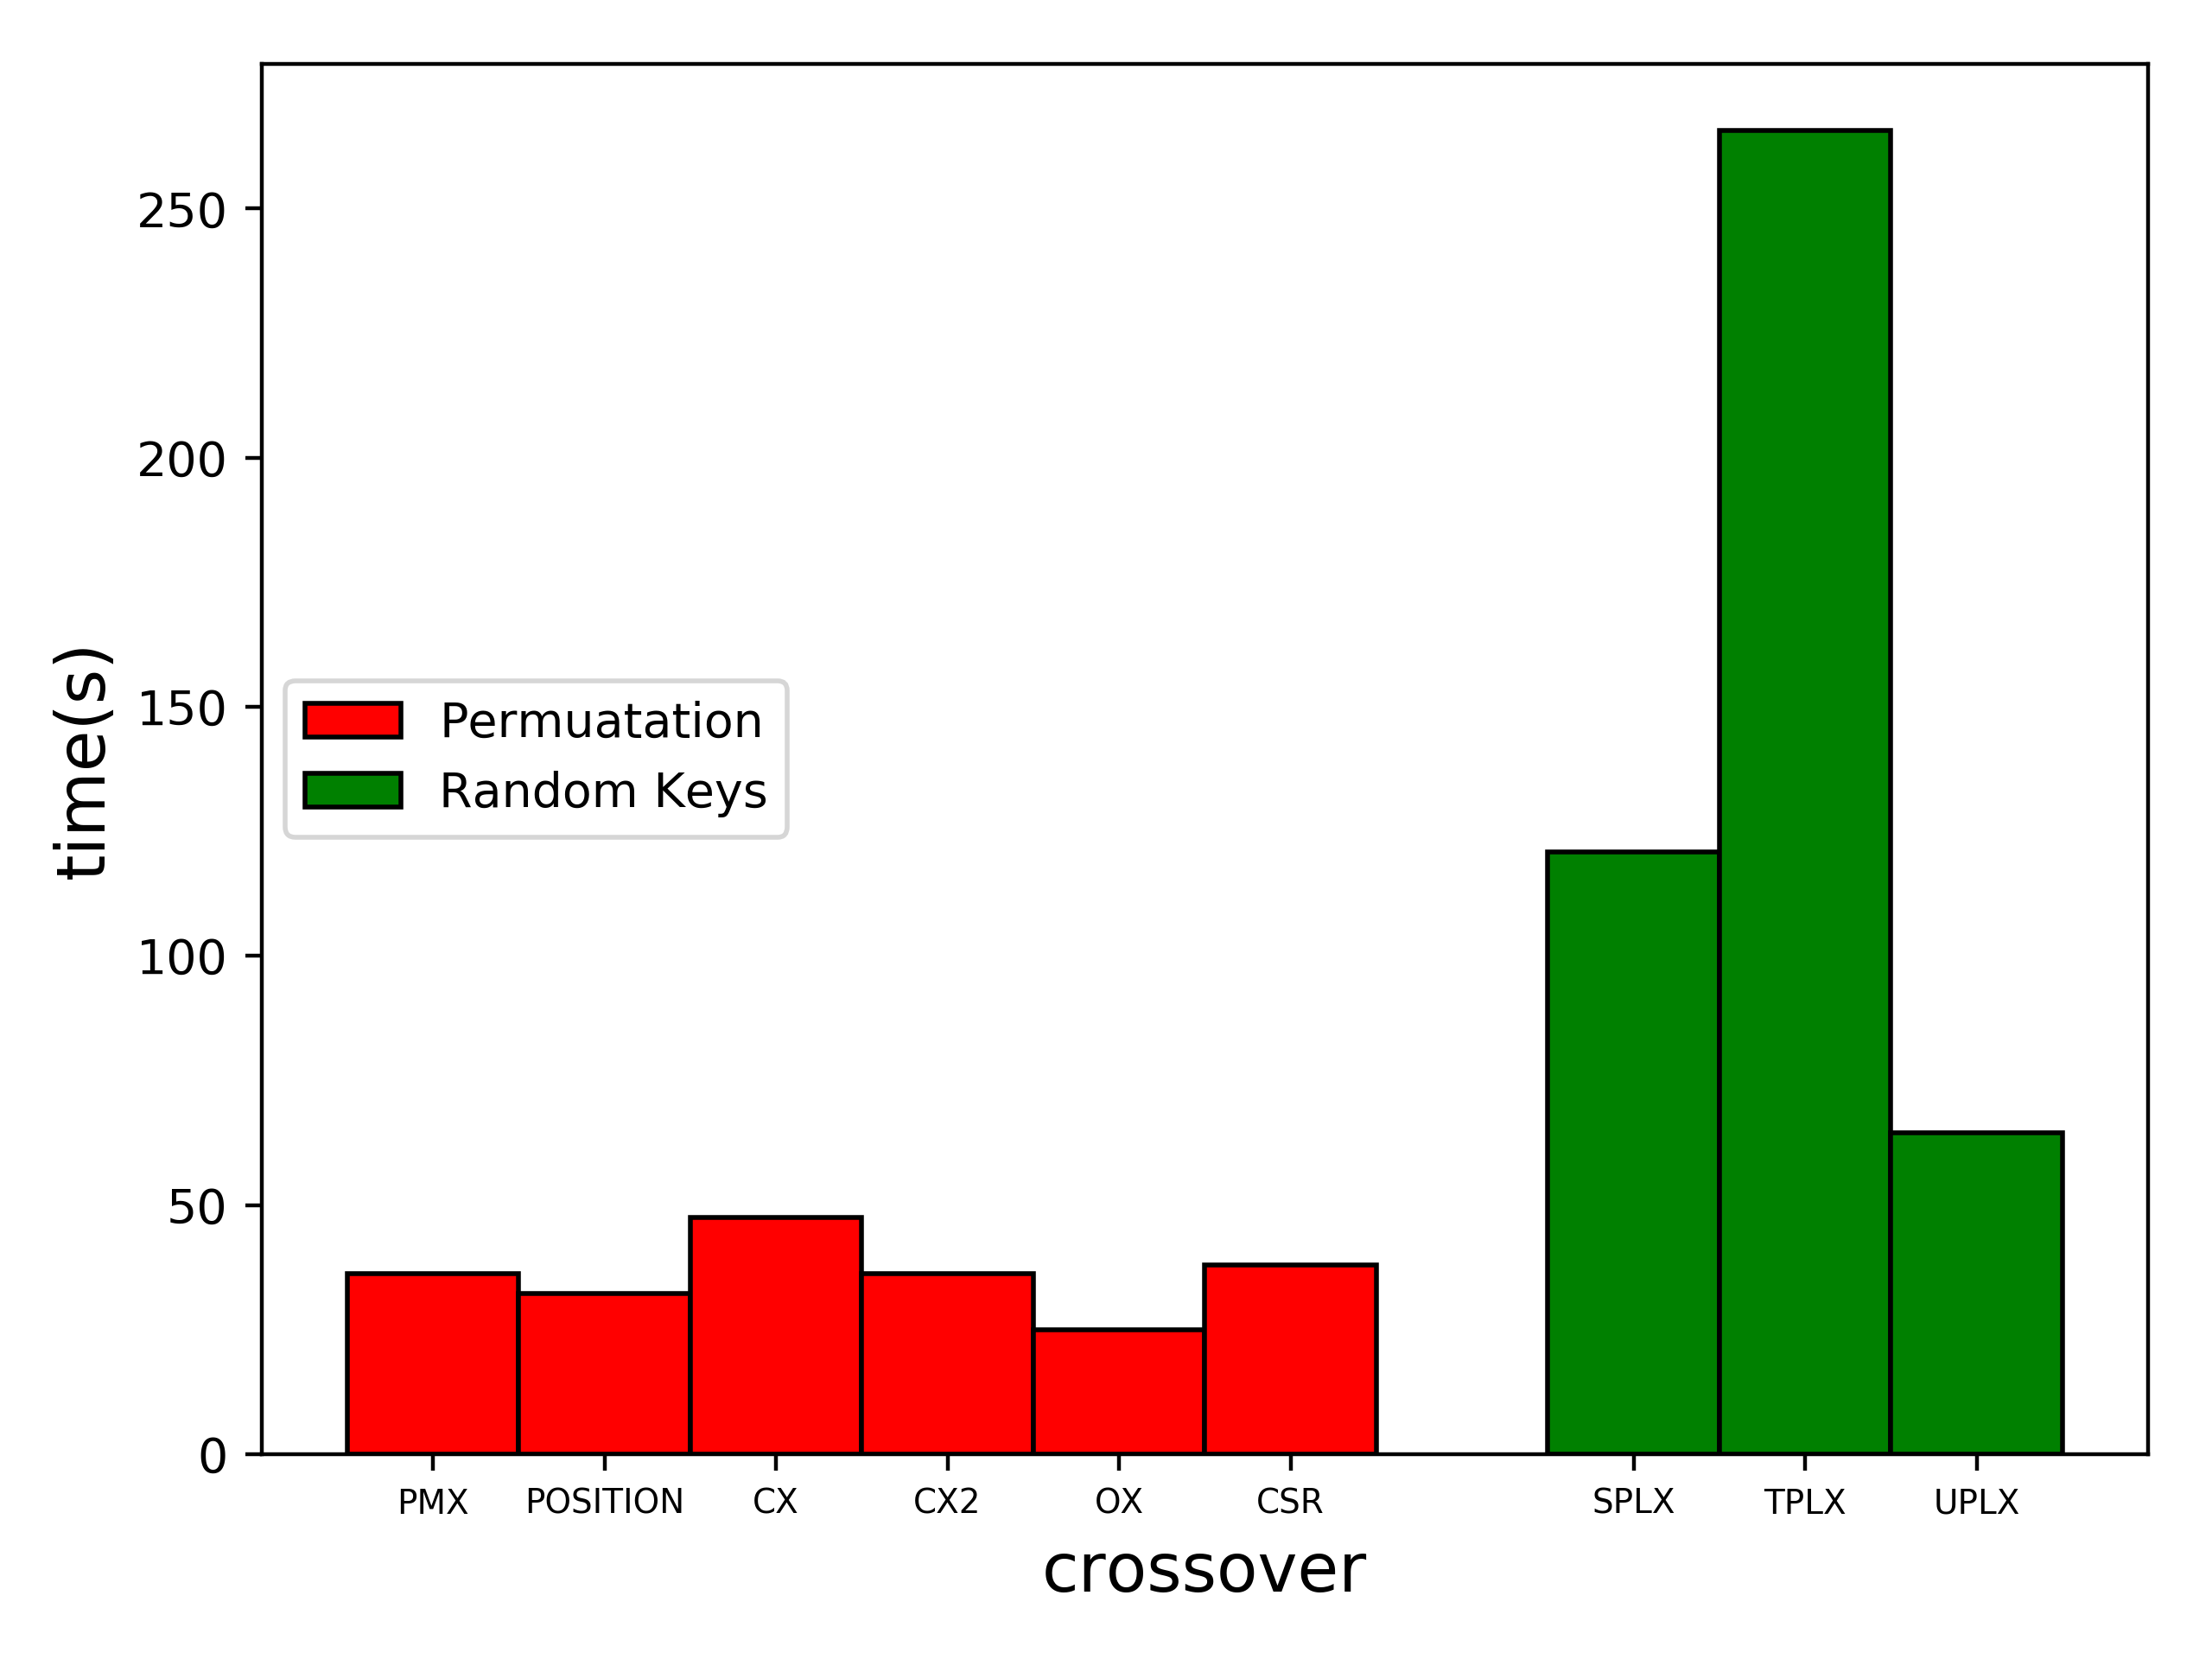 250
200
150
100
50
0
time(s)
Permuatation
Random Keys
PMX POSITION CX CX2 OX CSR SPLX TPLX UPLX
crossover